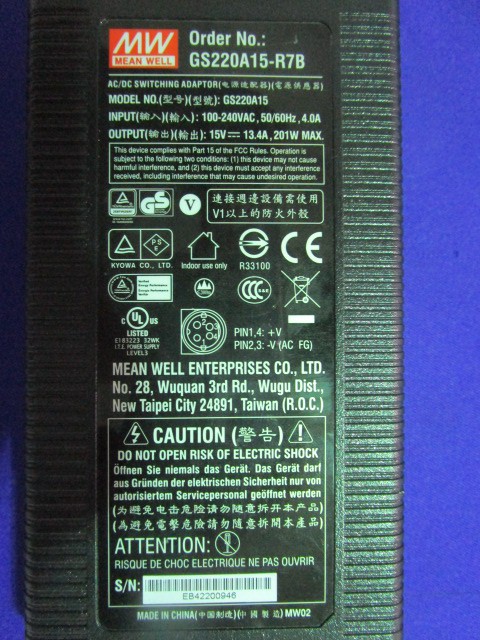 MW
MEAN WELL
Order No.:
GS220A15-R7B
AC/DC SWITCHING ADAPTOR(电源适配器)(電源供應器)
MODEL NO.(型号)(型號): GS220A15
INPUT(输入)(輸入): 100-240VAC, 50/60Hz, 4.0A
OUTPUT(输出)(輸出): 15V 13.4A, 201W MAX.
This device complies with Part 15 of the FCC Rules. Operation is
subject to the following two conditions: (1) this device may not cause
harmful interference, and (2) this device must accept any interference
received, including interference that may cause undesired operation.
GS
V
連接週邊設備需使用
V1以上的防火外殼
PSE
KYOWA CO., LTD.
Indoor use only
R33100
CE
c UL US
LISTED
E183223 32WK
I.T.E. POWER SUPPLY
LEVEL3
PIN1,4: +V
PIN2,3: -V (AC FG)
MEAN WELL ENTERPRISES CO., LTD.
No. 28, Wuquan 3rd Rd., Wugu Dist.,
New Taipei City 24891, Taiwan (R.O.C.)
CAUTION (警告)
DO NOT OPEN RISK OF ELECTRIC SHOCK
Öffnen Sie niemals das Gerät. Das Gerät darf
aus Gründen der elektrischen Sicherheit nur von
autorisiertem Servicepersonal geöffnet werden
(为避免电击危险请勿随意拆开本产品)
(為避免電擊危險請勿隨意拆開本產品)
ATTENTION:
RISQUE DE CHOC ELECTRIQUE NE PAS OUVRIR
S/N:
EB42200946
MADE IN CHINA(中国制造)(中國製造) MW02